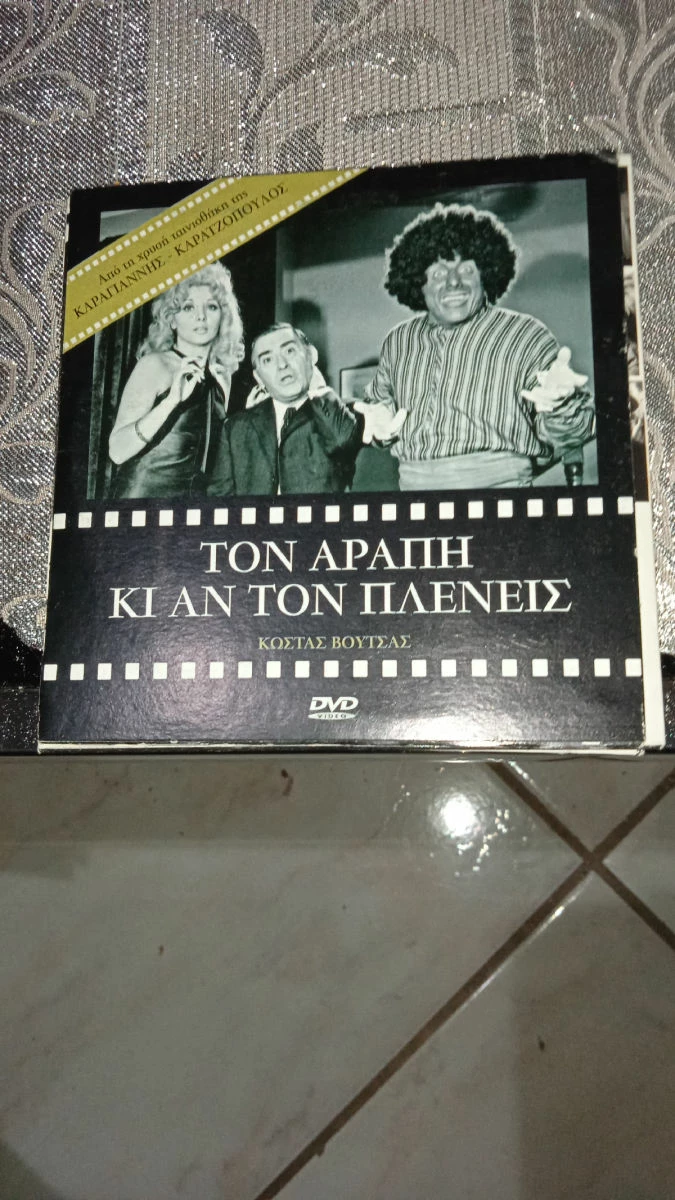 Από τη χρυσή ταινιοθήκη της
ΚΑΡΑΓΙΑΝΝΗΣ - ΚΑΡΑΤΖΟΠΟΥΛΟΣ
ΤΟΝ ΑΡΑΠΗ
ΚΙ ΑΝ ΤΟΝ ΠΛΕΝΕΙΣ
ΚΩΣΤΑΣ ΒΟΥΤΣΑΣ
DVD
VIDEO